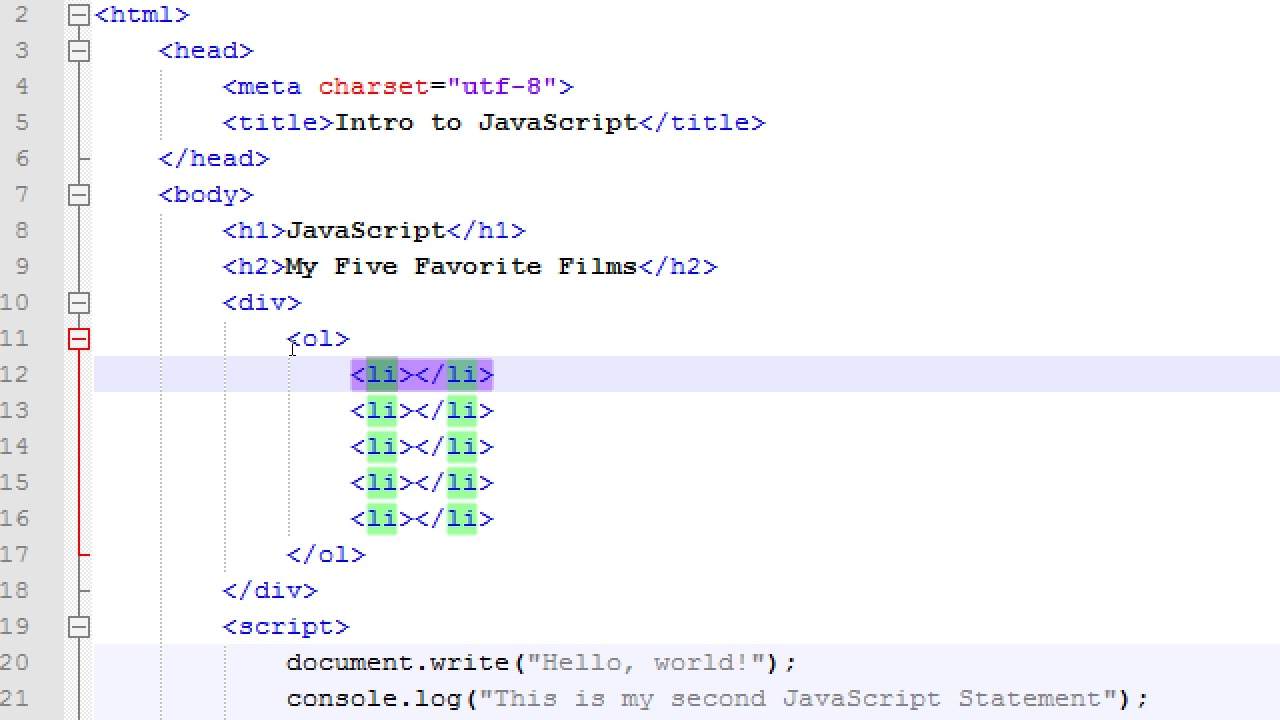 2 <html>
3 <head>
4 <meta charset="utf-8">
5 <title>Intro to JavaScript</title>
6 </head>
7 <body>
8 <h1>JavaScript</h1>
9 <h2>My Five Favorite Films</h2>
10 <div>
11 <ol>
12 <li></li>
13 <li></li>
14 <li></li>
15 <li></li>
16 <li></li>
17 </ol>
18 </div>
19 <script>
20 document.write("Hello, world!");
21 console.log("This is my second JavaScript Statement");